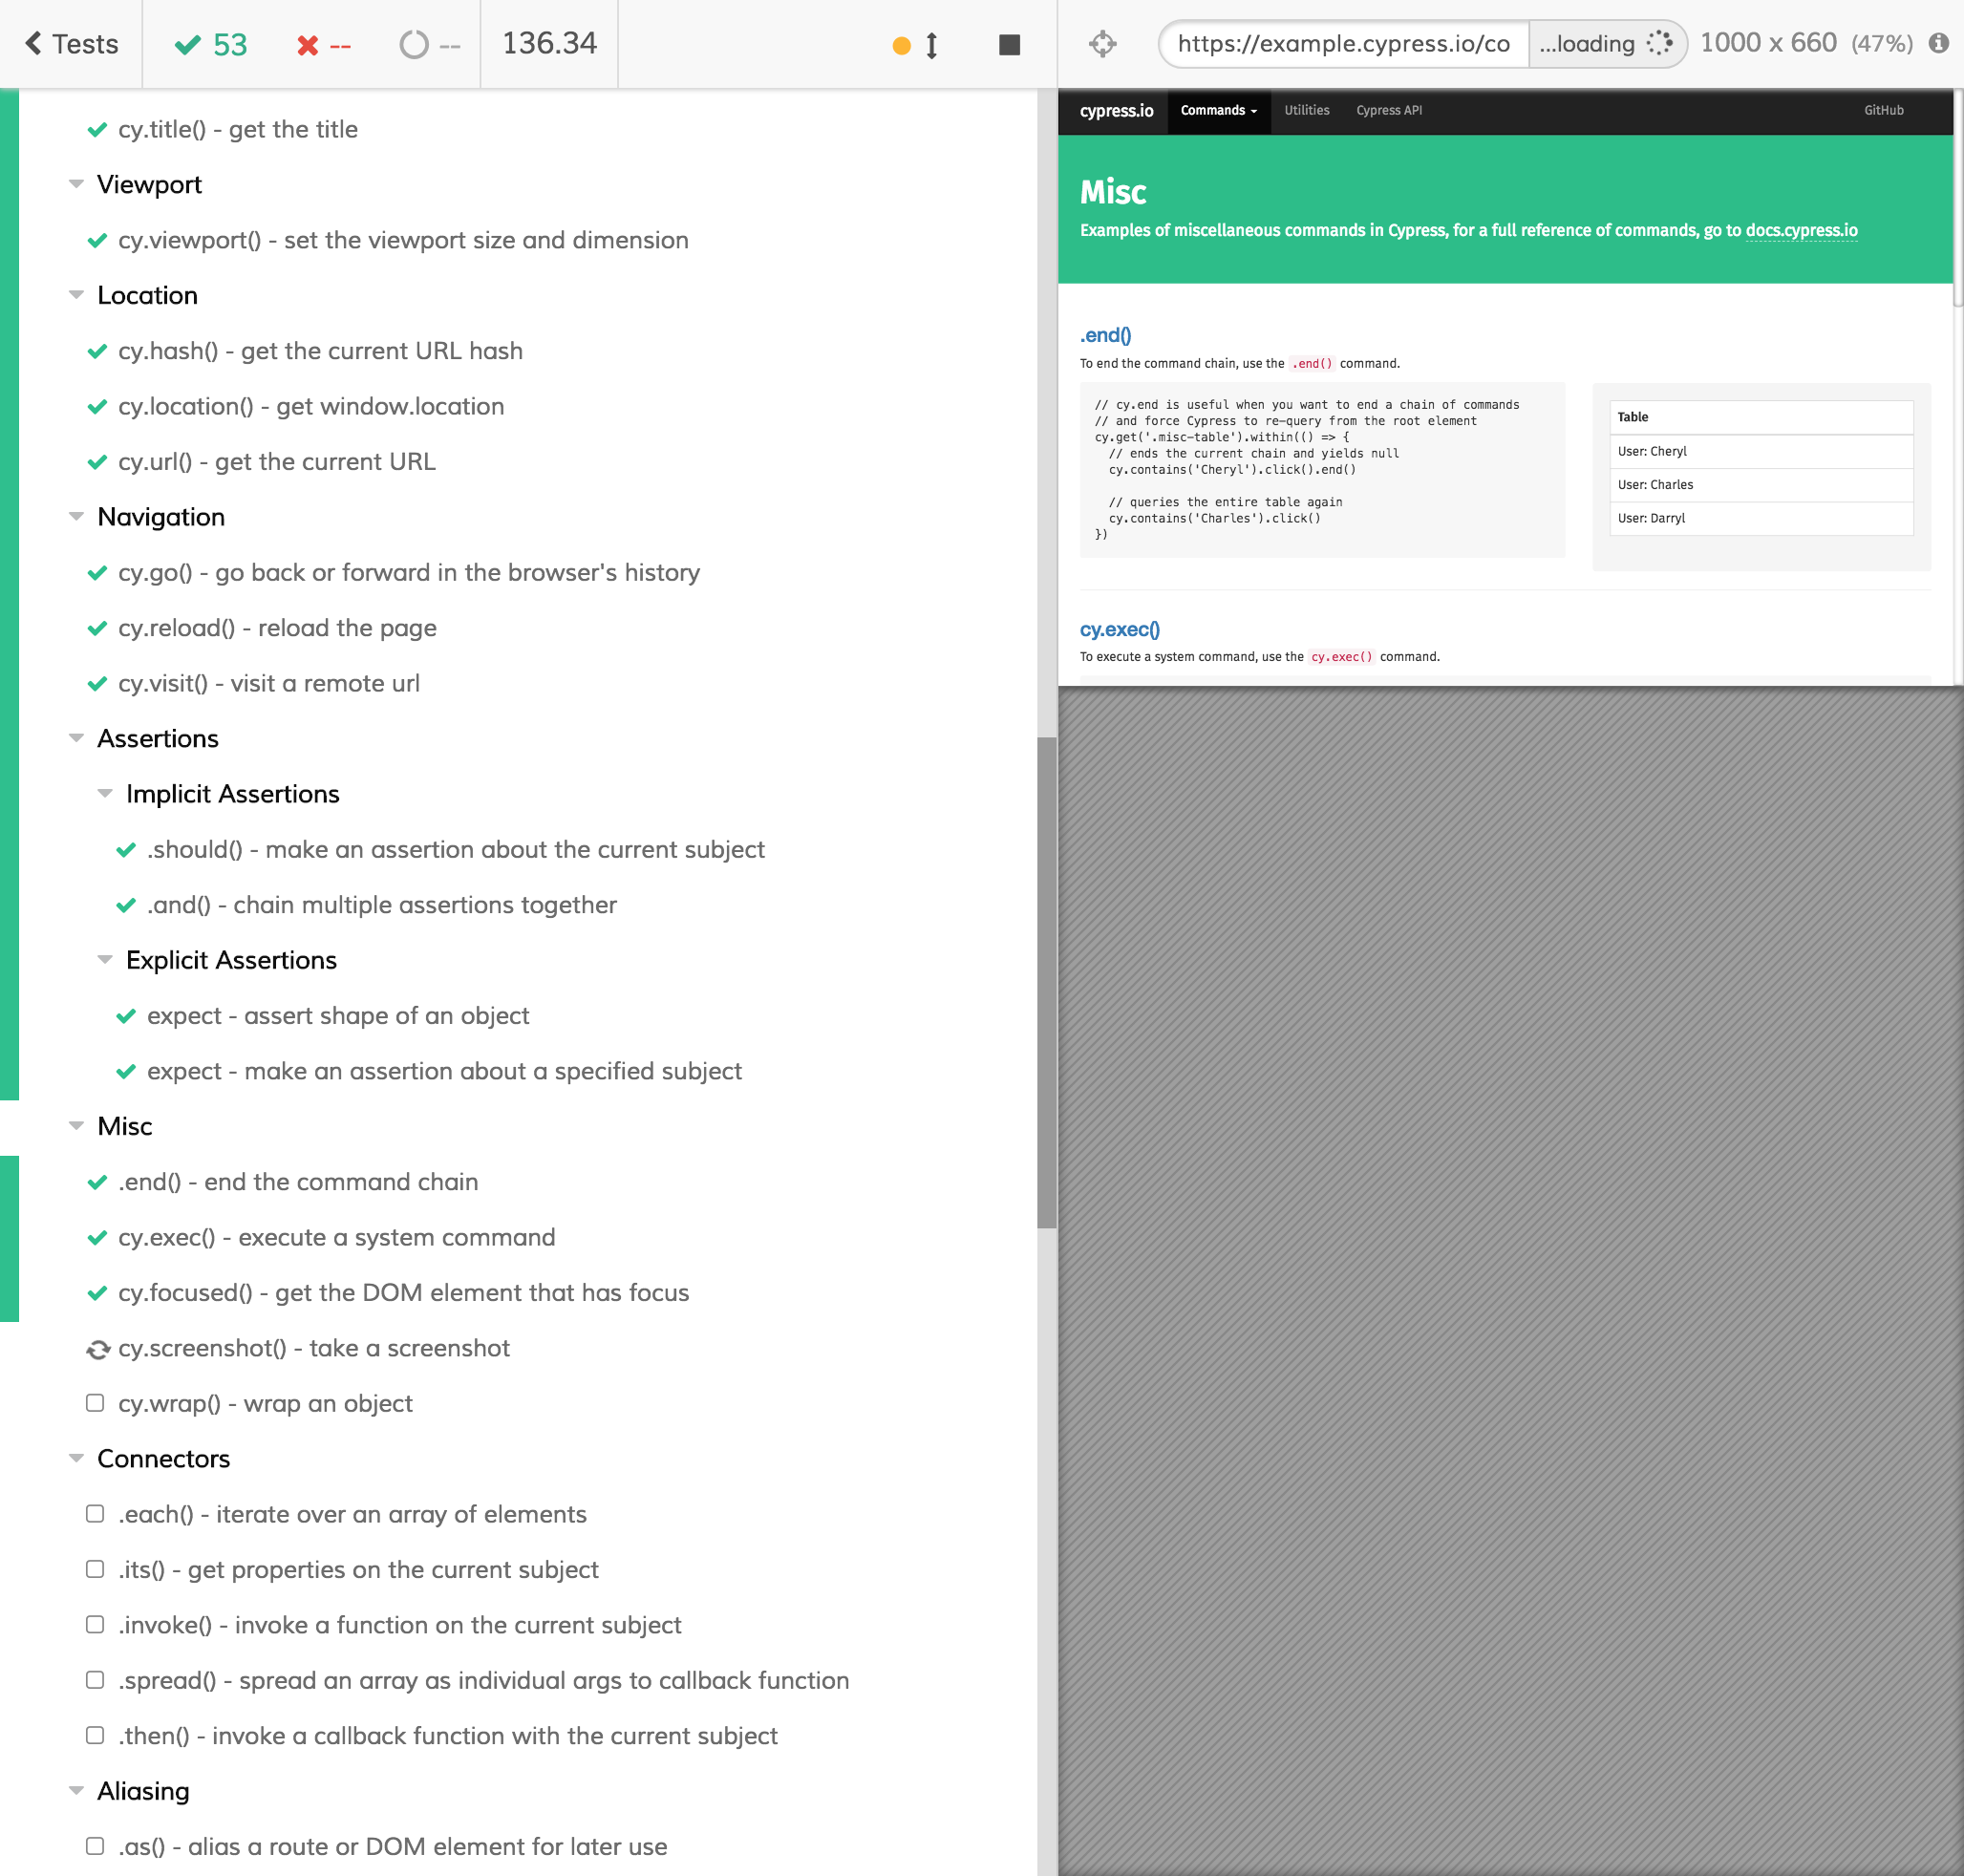 Tests
53
--
--
136.34
cy.title() - get the title
Viewport
cy.viewport() - set the viewport size and dimension
Location
cy.hash() - get the current URL hash
cy.location() - get window.location
cy.url() - get the current URL
Navigation
cy.go() - go back or forward in the browser's history
cy.reload() - reload the page
cy.visit() - visit a remote url
Assertions
Implicit Assertions
.should() - make an assertion about the current subject
.and() - chain multiple assertions together
Explicit Assertions
expect - assert shape of an object
expect - make an assertion about a specified subject
Misc
.end() - end the command chain
cy.exec() - execute a system command
cy.focused() - get the DOM element that has focus
cy.screenshot() - take a screenshot
cy.wrap() - wrap an object
Connectors
.each() - iterate over an array of elements
.its() - get properties on the current subject
.invoke() - invoke a function on the current subject
.spread() - spread an array as individual args to callback function
.then() - invoke a callback function with the current subject
Aliasing
.as() - alias a route or DOM element for later use
https://example.cypress.io/co
...loading
1000 x 660 (47%)
cypress.io
Commands
Utilities
Cypress API
GitHub
Misc
Examples of miscellaneous commands in Cypress, for a full reference of commands, go to docs.cypress.io
.end()
To end the command chain, use the .end() command.
// cy.end is useful when you want to end a chain of commands
// and force Cypress to re-query from the root element
cy.get('.misc-table').within(() => {
// ends the current chain and yields null
cy.contains('Cheryl').click().end()
// queries the entire table again
cy.contains('Charles').click()
})
Table
User: Cheryl
User: Charles
User: Darryl
cy.exec()
To execute a system command, use the cy.exec() command.